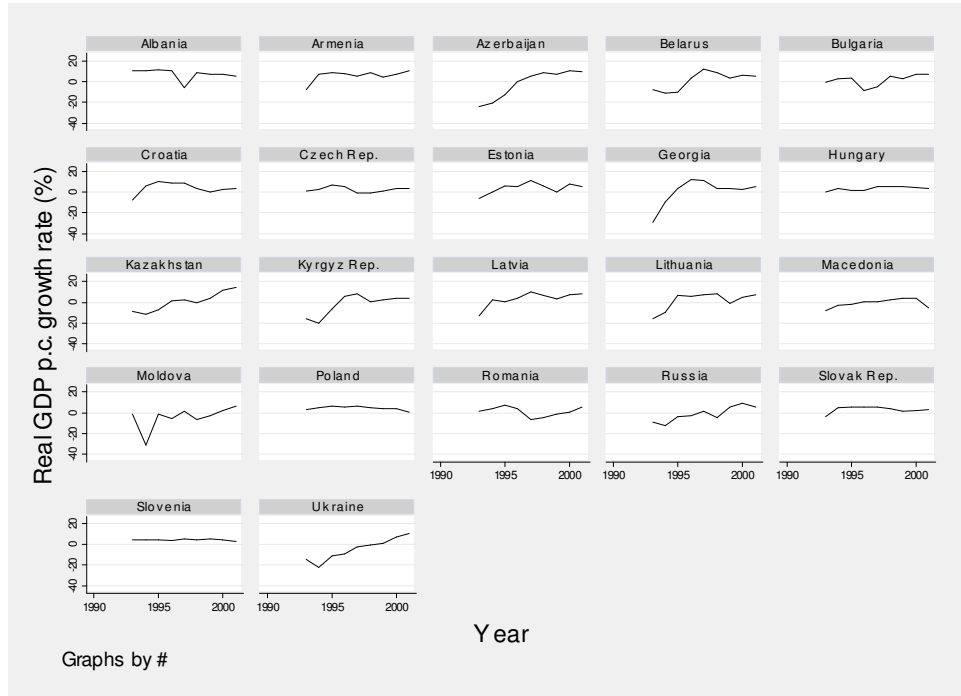 Real GDP p.c. growth rate (%)
Albania Armenia Azerbaijan Belarus Bulgaria
20
0
-20
-40
Croatia Czech Rep. Estonia Georgia Hungary
20
0
-20
-40
Kazakhstan Kyrgyz Rep. Latvia Lithuania Macedonia
20
0
-20
-40
Moldova Poland Romania Russia Slovak Rep.
20
0
-20
-40
1990 1995 2000 1990 1995 2000 1990 1995 2000
Slovenia Ukraine
20
0
-20
-40
1990 1995 2000 1990 1995 2000
Year
Graphs by #